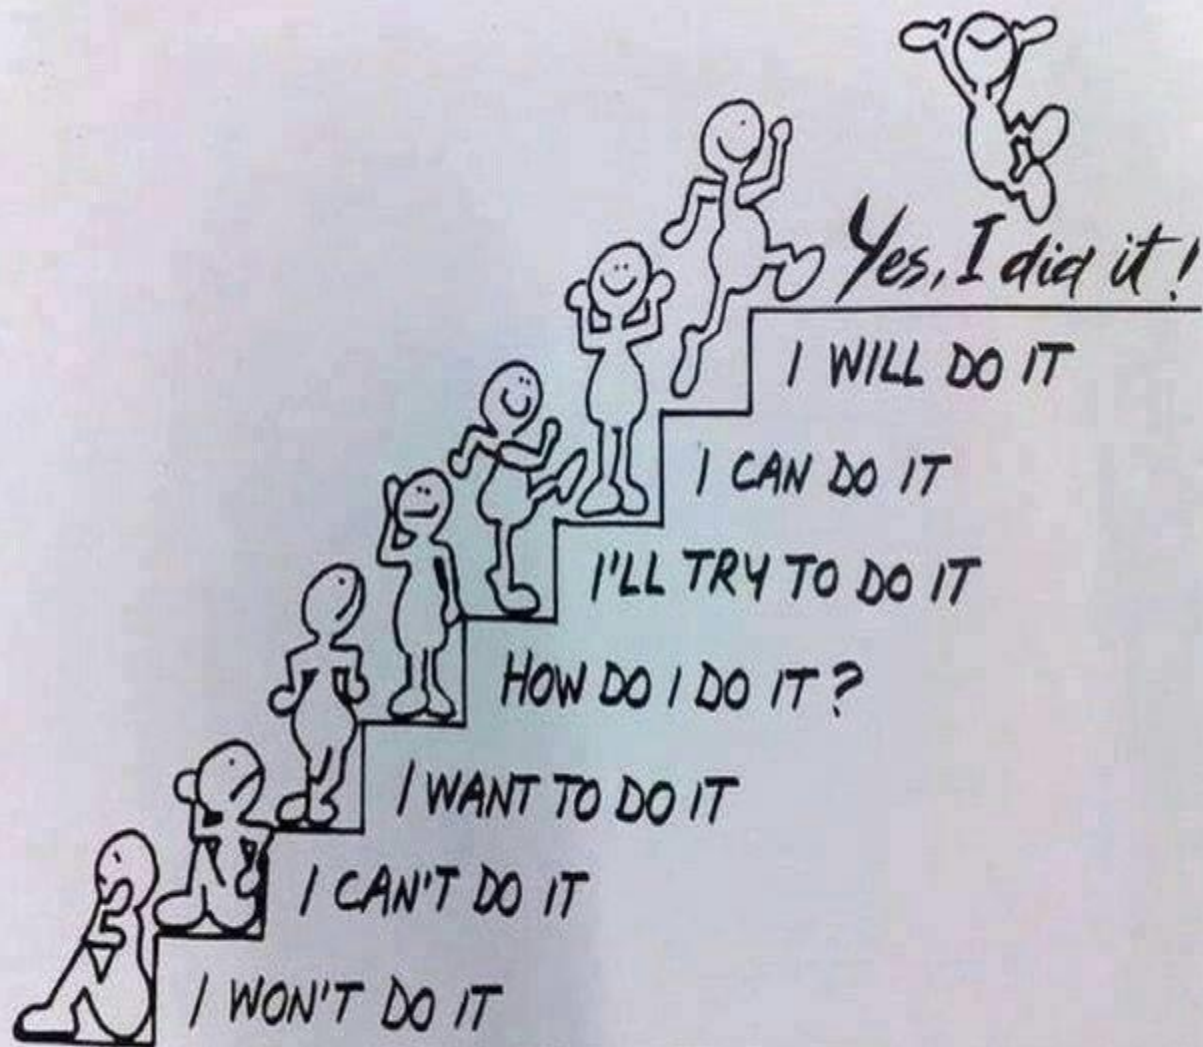 Yes, I did it!
I WILL DO IT
I CAN DO IT
I'LL TRY TO DO IT
HOW DO I DO IT?
I WANT TO DO IT
I CAN'T DO IT
I WON'T DO IT